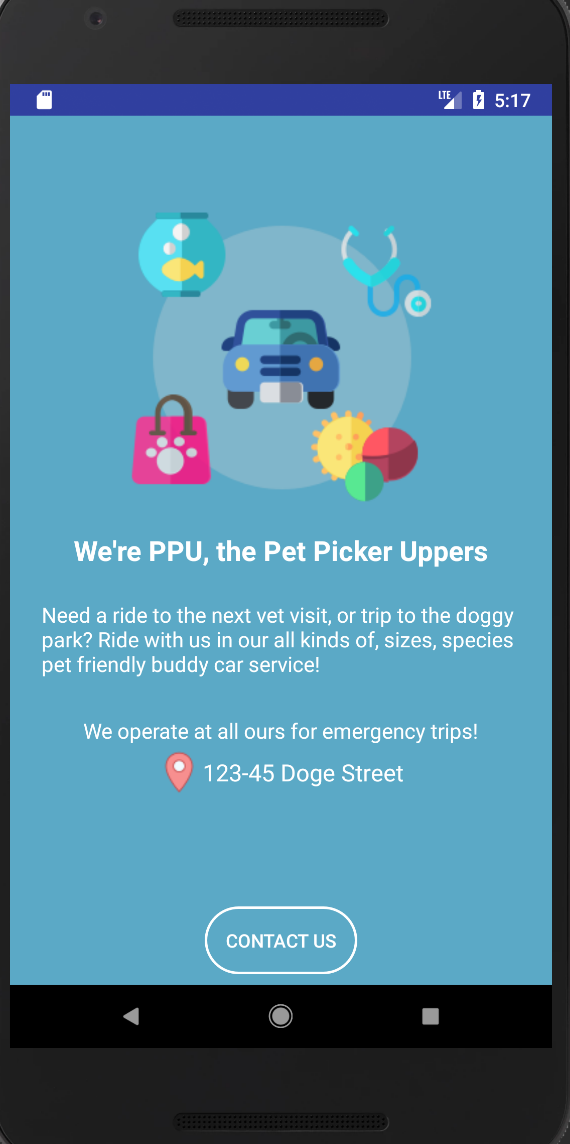 LTE 5:17
We're PPU, the Pet Picker Uppers
Need a ride to the next vet visit, or trip to the doggy
park? Ride with us in our all kinds of, sizes, species
pet friendly buddy car service!
We operate at all ours for emergency trips!
123-45 Doge Street
CONTACT US